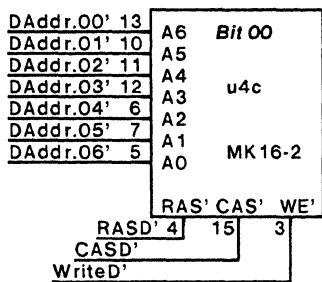 DAddr.00' 13 A6 Bit 00
DAddr.01' 10 A5
DAddr.02' 11 A4 u4c
DAddr.03' 12 A3
DAddr.04' 6 A2
DAddr.05' 7 A1 MK16-2
DAddr.06' 5 A0
RAS' CAS' WE'
RASD' 4 15 3
CASD'
WriteD'